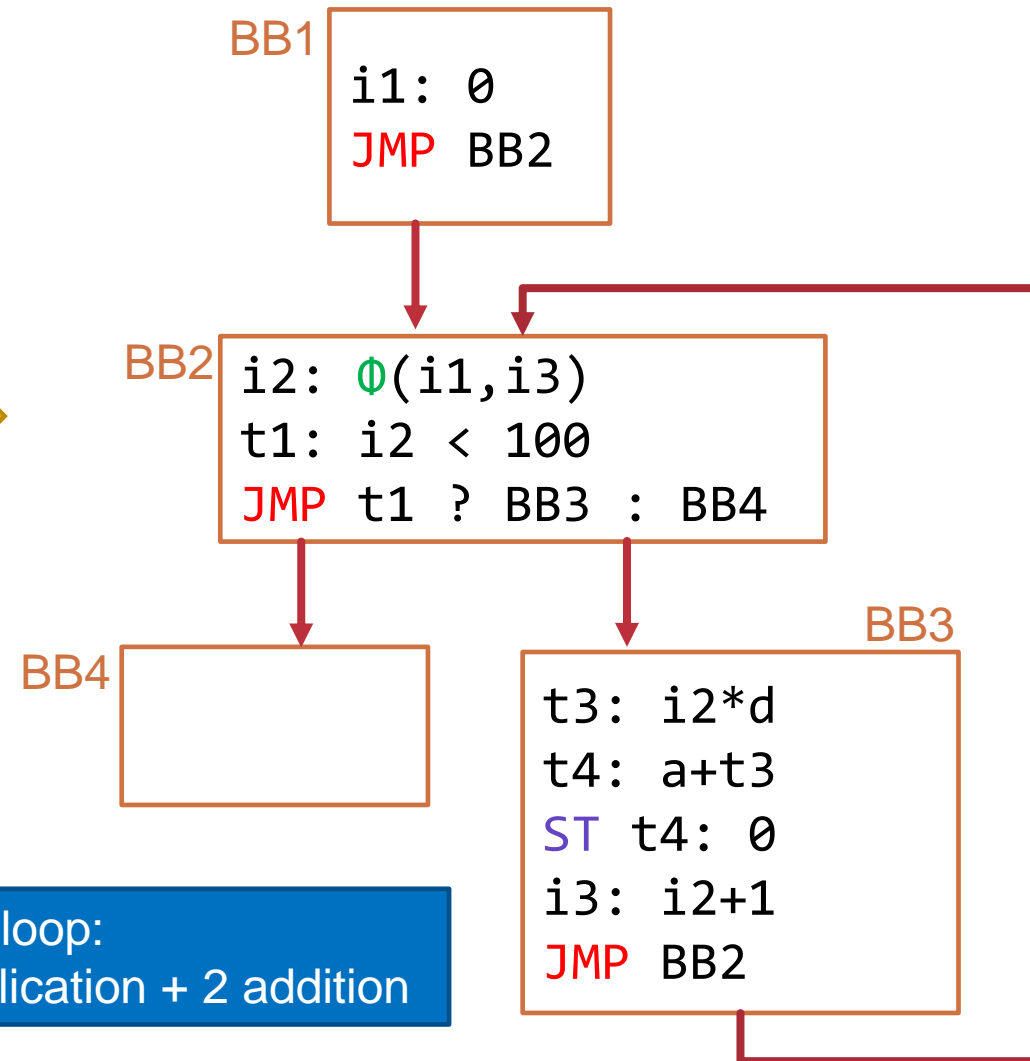 BB1
i1: 0
JMP BB2
BB2
i2: Φ(i1,i3)
t1: i2 < 100
JMP t1 ? BB3 : BB4
BB4
BB3
t3: i2*d
t4: a+t3
ST t4: 0
i3: i2+1
JMP BB2
loop:
lication + 2 addition